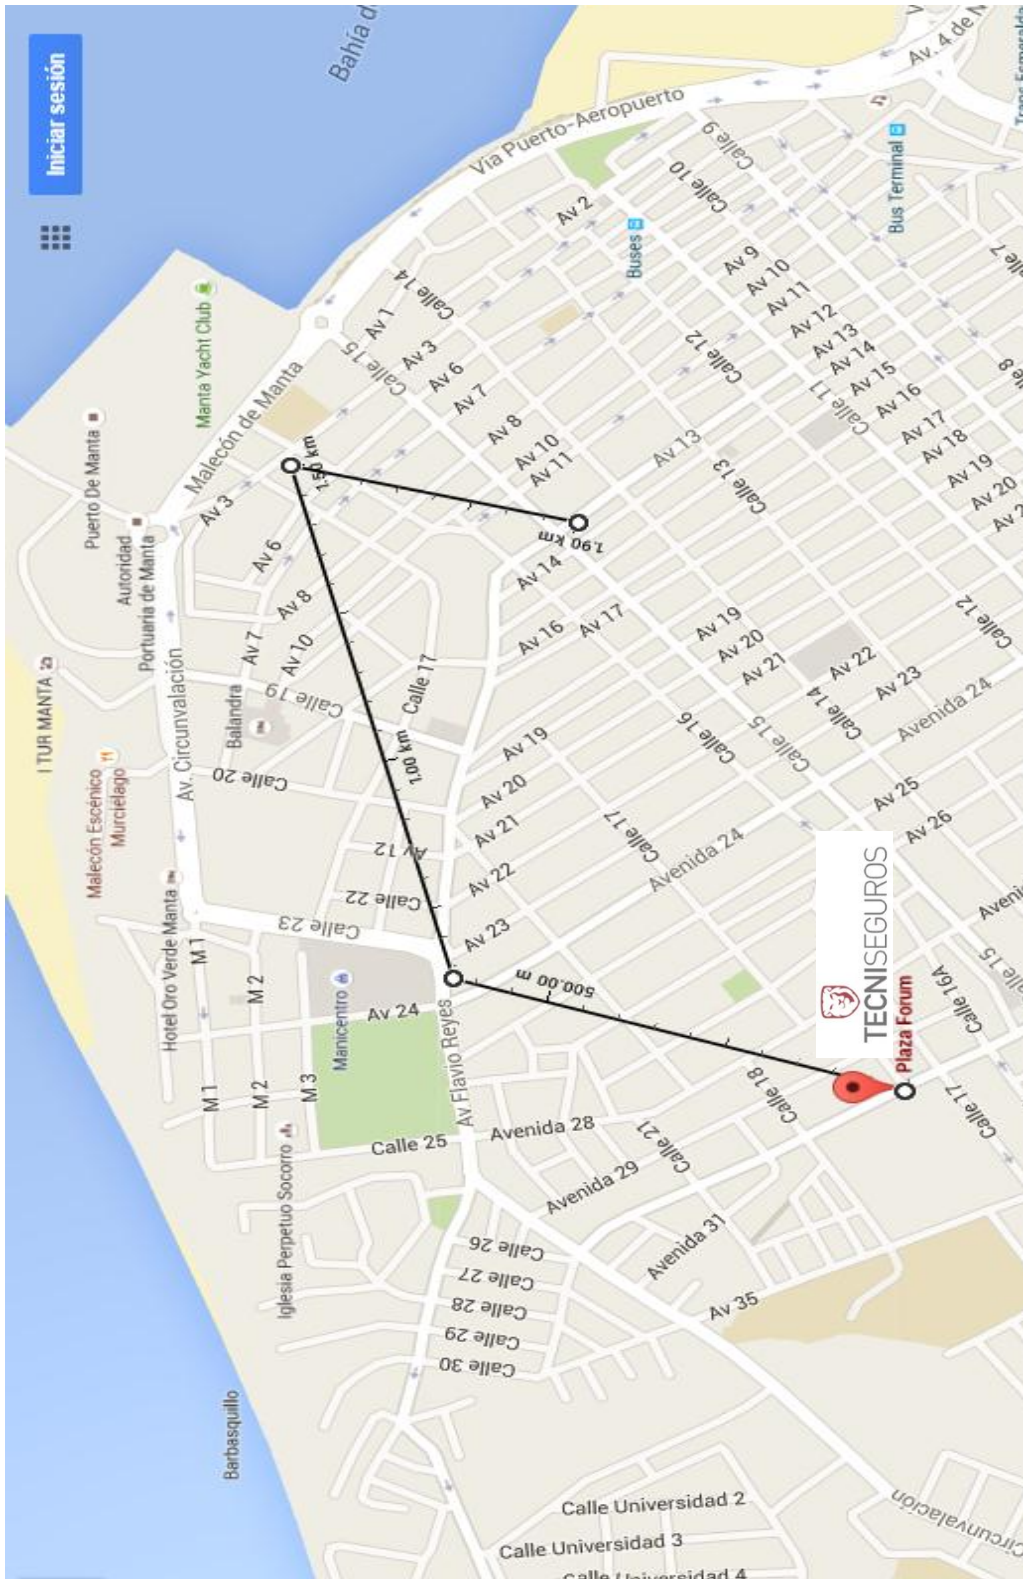 Iniciar sesión
Bahía d
Vía Puerto-Aeropuerto
Av. 4 de N
Trans Esmeralda
Bus Terminal
Buses
Calle 9
Calle 10
Av 2
Calle 7
Av 9
Av 10
Av 11
Av 12
Av 13
Av 14
Av 15
Av 16
Av 17
Av 18
Av 19
Av 20
Av 2
lle 8
Calle 11
Calle 12
Calle 14
Av 1
Calle 15
Av 3
Av 6
Av 7
Av 8
Av 10
Av 11
Av 13
Calle 13
Manta Yacht Club
Malecón de Manta
Puerto De Manta
Autoridad
Portuaria de Manta
Av 3
Av 6
Av 8
Av 7
Av 10
Calle 19
Balandra
Calle 20
Calle 17
1.50 km
1.90 km
1.00 km
500.00 m
Av 14
Av 16
Av 17
Av 19
Av 20
Av 21
Av 22
Av 23
Calle 12
Calle 14
Avenida 24
Calle 15
Calle 16
Av 19
Av 20
Av 21
Av 22
Av 23
Calle 17
Avenida 24
Av 25
Av 26
I TUR MANTA
Malecón Escénico
Murciélago
Av. Circunvalación
Hotel Oro Verde Manta
Av 12
Calle 22
Calle 23
M 1
M 2
Manicentro
Av 24
Av Flavio Reyes
M 1
M 2
M 3
Calle 25
Avenida 28
Iglesia Perpetuo Socorro
TECNISEGUROS
Plaza Forum
Aveni
Calle 15
Calle 16A
Calle 17
Calle 18
Calle 21
Avenida 29
Avenida 31
Av 35
Calle 26
Calle 27
Calle 28
Calle 29
Calle 30
Barbasquillo
Calle Universidad 2
Calle Universidad 3
Calle Universidad 4
Circunvalación